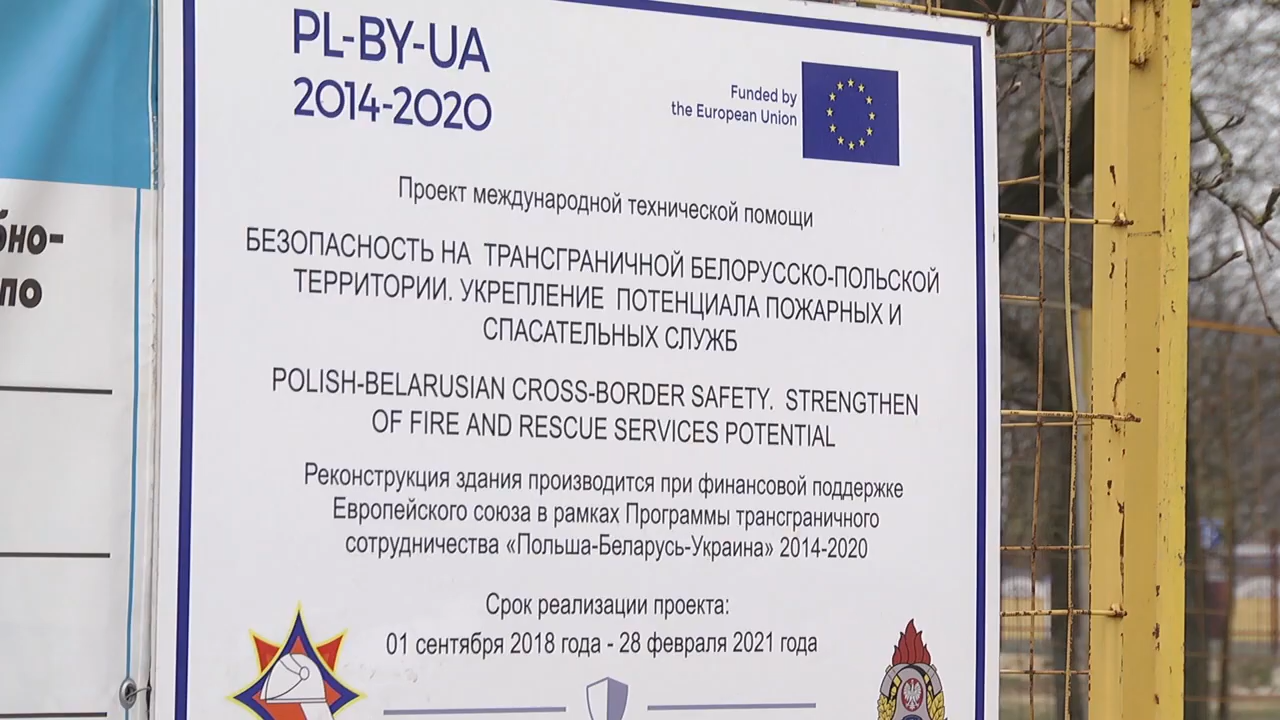 PL-BY-UA
2014-2020
Funded by
the European Union
Проект международной технической помощи
БЕЗОПАСНОСТЬ НА ТРАНСГРАНИЧНОЙ БЕЛОРУССКО-ПОЛЬСКОЙ
ТЕРРИТОРИИ. УКРЕПЛЕНИЕ ПОТЕНЦИАЛА ПОЖАРНЫХ И
СПАСАТЕЛЬНЫХ СЛУЖБ
POLISH-BELARUSIAN CROSS-BORDER SAFETY. STRENGTHEN
OF FIRE AND RESCUE SERVICES POTENTIAL
Реконструкция здания производится при финансовой поддержке
Европейского союза в рамках Программы трансграничного
сотрудничества «Польша-Беларусь-Украина» 2014-2020
Срок реализации проекта:
01 сентября 2018 года - 28 февраля 2021 года